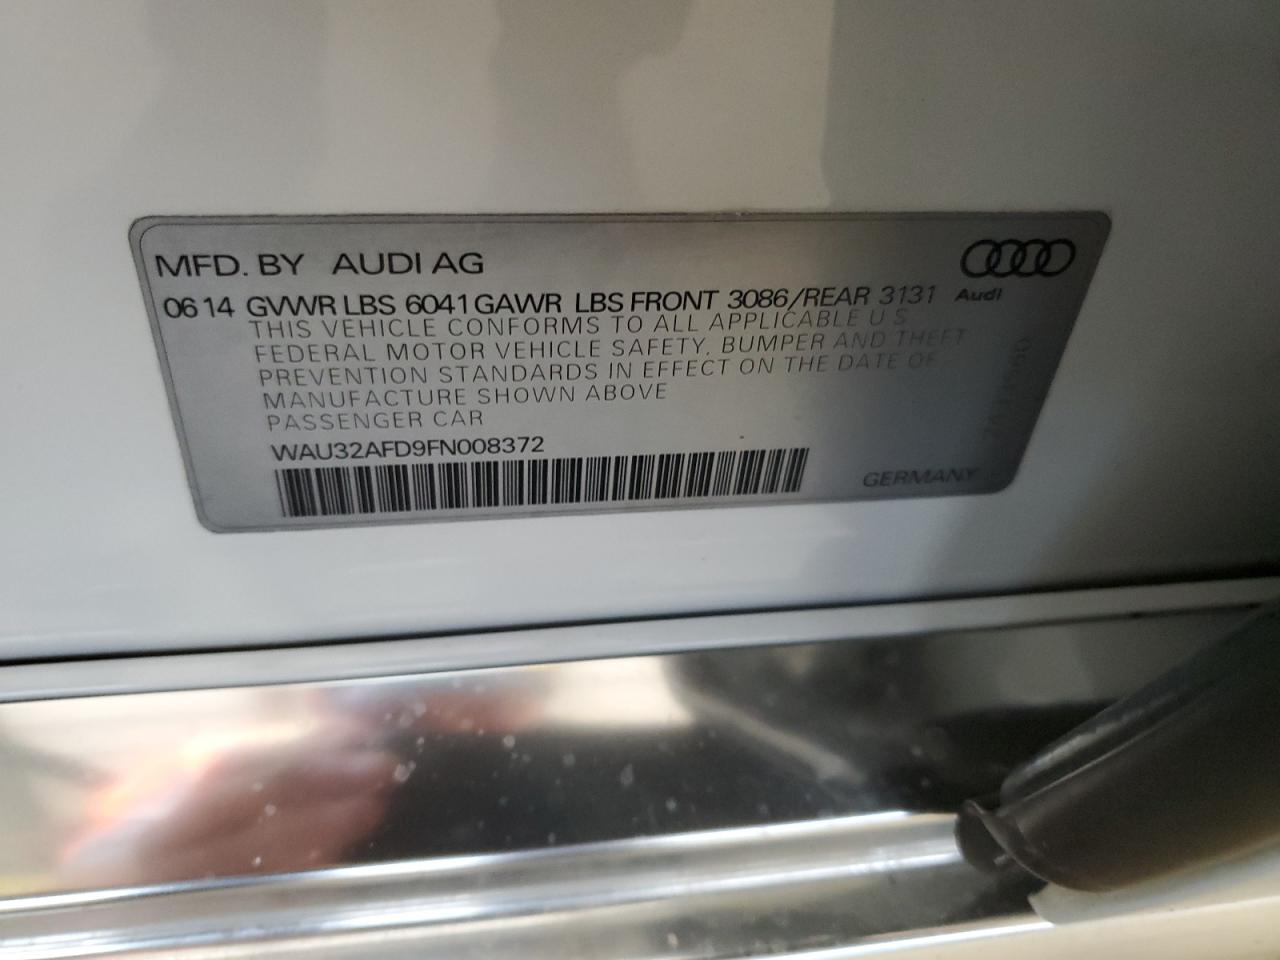 MFD. BY AUDI AG
06 14 GVWR LBS 6041 GAWR LBS FRONT 3086/REAR 3131
Audi
THIS VEHICLE CONFORMS TO ALL APPLICABLE U S
FEDERAL MOTOR VEHICLE SAFETY, BUMPER AND THEFT
PREVENTION STANDARDS IN EFFECT ON THE DATE OF
MANUFACTURE SHOWN ABOVE
PASSENGER CAR
WAU32AFD9FN008372
GERMANY